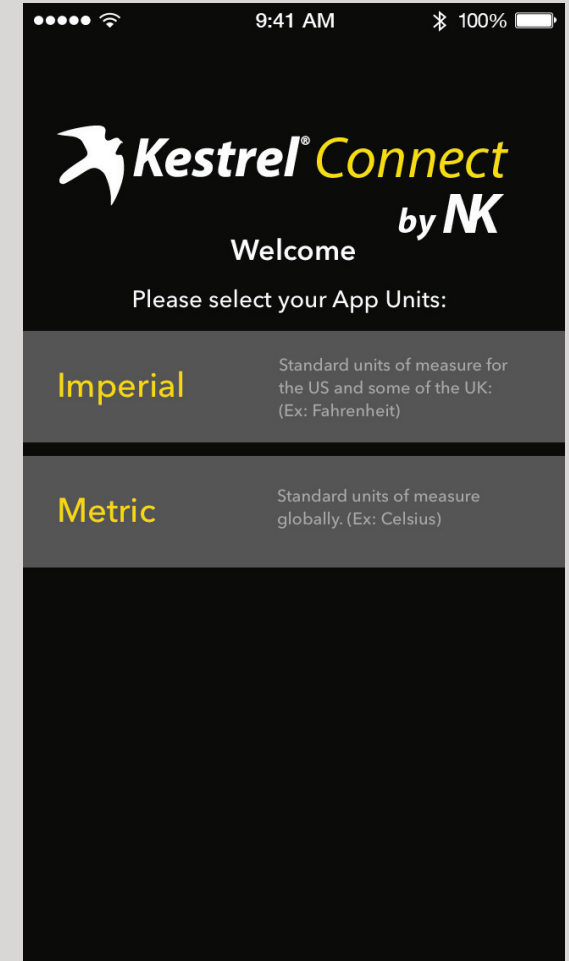 9:41 AM 100%
Kestrel® Connect
by NK
Welcome
Please select your App Units:
Imperial
Standard units of measure for
the US and some of the UK:
(Ex: Fahrenheit)
Metric
Standard units of measure
globally. (Ex: Celsius)